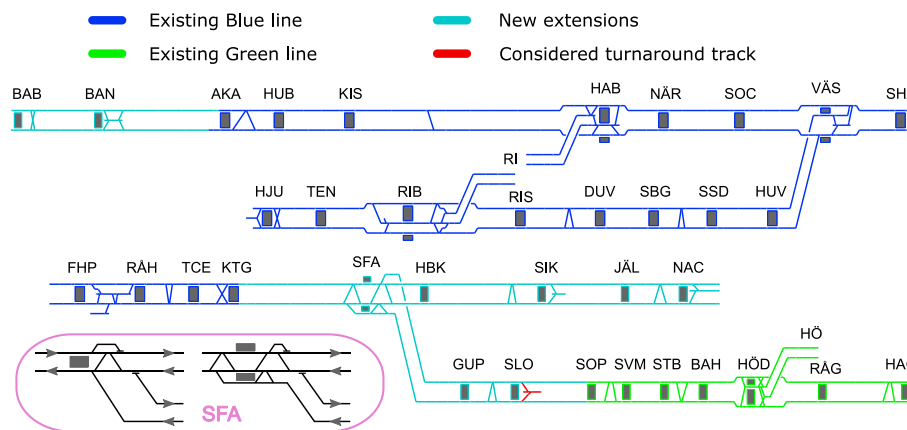 Existing Blue line
New extensions
Existing Green line
Considered turnaround track
BAB BAN AKA HUB KIS HAB NÄR SOC VÄS SH
RI
HJU TEN RIB RIS DUV SBG SSD HUV
FHP RÅH TCE KTG SFA HBK SIK JÄL NAC
HÖ
GUP SLO SOP SVM STB BAH HÖD RÅG
SFA